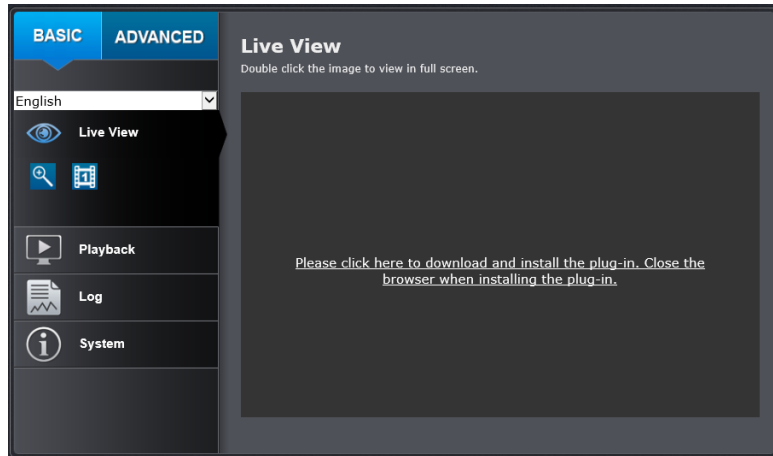 BASIC
ADVANCED
English
Live View
1
Playback
Log
System
Live View
Double click the image to view in full screen.
Please click here to download and install the plug-in. Close the
browser when installing the plug-in.